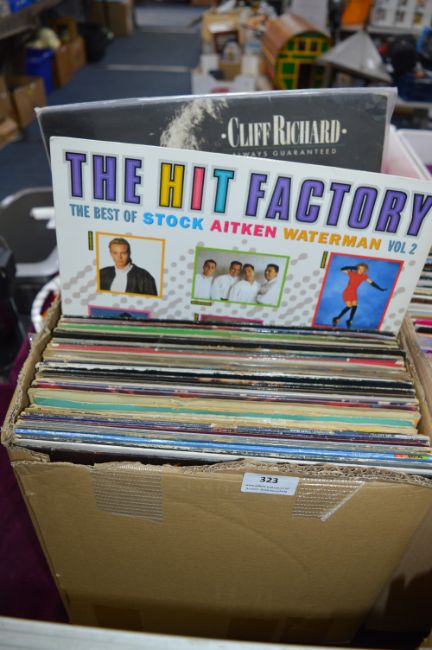 CLIFF RICHARD
ALWAYS GUARANTEED
THE HIT FACTORY
THE BEST OF STOCK AITKEN WATERMAN VOL 2
323